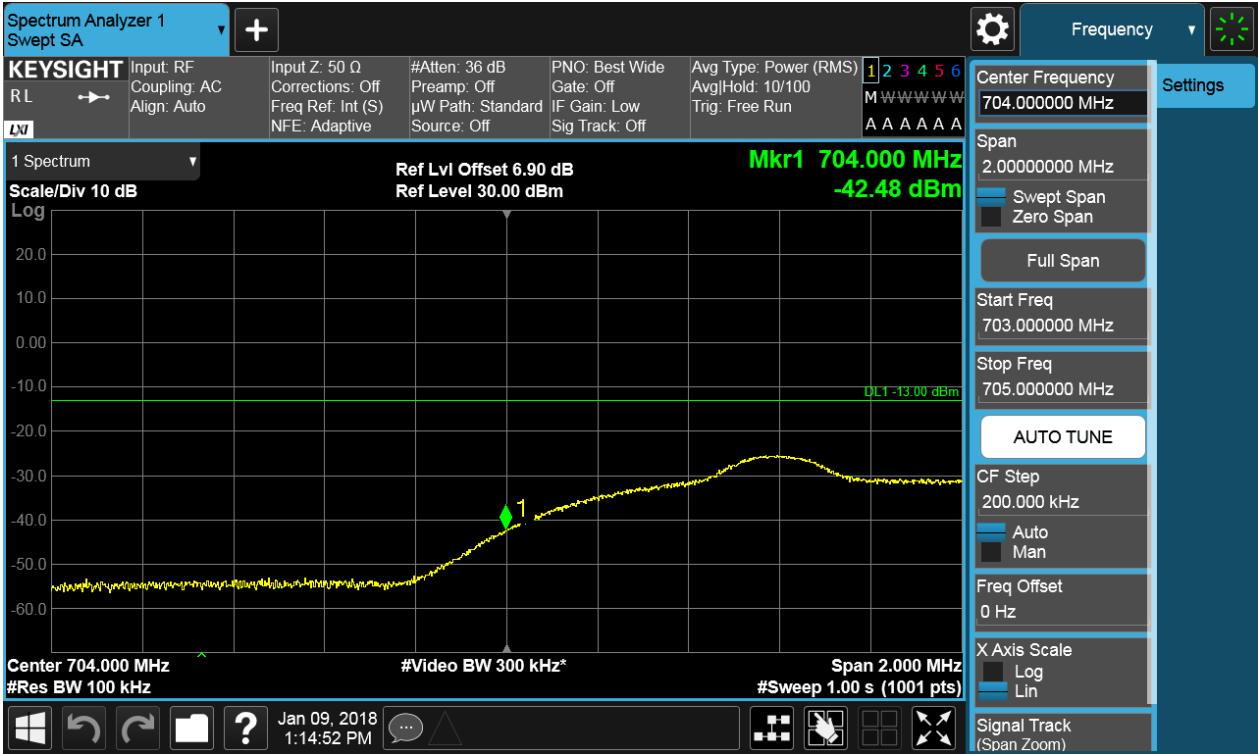 Spectrum Analyzer 1
Swept SA
+
Frequency
KEYSIGHT
R L
LXI
Input: RF
Coupling: AC
Align: Auto
Input Z: 50 Ω
Corrections: Off
Freq Ref: Int (S)
NFE: Adaptive
#Atten: 36 dB
Preamp: Off
µW Path: Standard
Source: Off
PNO: Best Wide
Gate: Off
IF Gain: Low
Sig Track: Off
Avg Type: Power (RMS)
Avg|Hold: 10/100
Trig: Free Run
1 2 3 4 5 6
M W W W W W
A A A A A A
1 Spectrum
Scale/Div 10 dB
Log
Ref Lvl Offset 6.90 dB
Ref Level 30.00 dBm
Mkr1 704.000 MHz
-42.48 dBm
20.0
10.0
0.00
-10.0
-20.0
-30.0
-40.0
-50.0
-60.0
DL1 -13.00 dBm
1
Center 704.000 MHz
#Res BW 100 kHz
#Video BW 300 kHz*
Span 2.000 MHz
#Sweep 1.00 s (1001 pts)
?
Jan 09, 2018
1:14:52 PM
Center Frequency
704.000000 MHz
Span
2.00000000 MHz
Swept Span
Zero Span
Full Span
Start Freq
703.000000 MHz
Stop Freq
705.000000 MHz
AUTO TUNE
CF Step
200.000 kHz
Auto
Man
Freq Offset
0 Hz
X Axis Scale
Log
Lin
Signal Track
(Span Zoom)
Settings